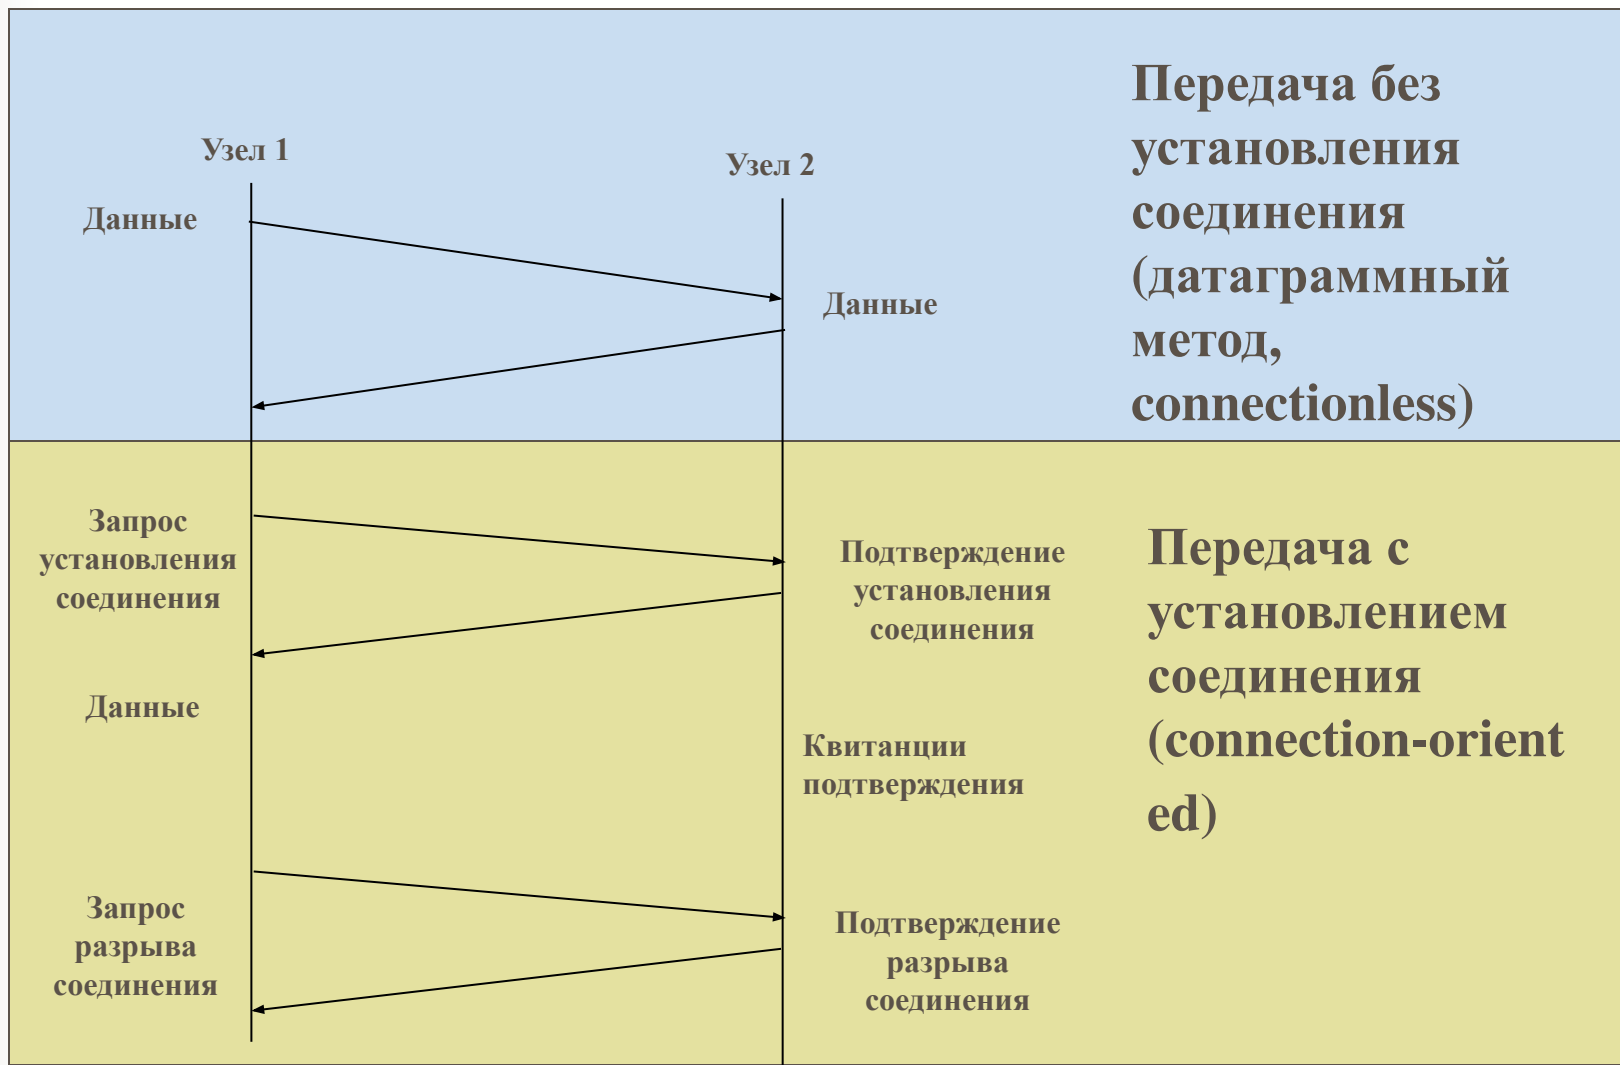 Передача без
установления
соединения
(датаграммный
метод,
connectionless)
Узел 1
Узел 2
Данные
Данные
Запрос
установления
соединения
Подтверждение
установления
соединения
Передача с
установлением
соединения
(connection-orient
ed)
Данные
Квитанции
подтверждения
Запрос
разрыва
соединения
Подтверждение
разрыва
соединения